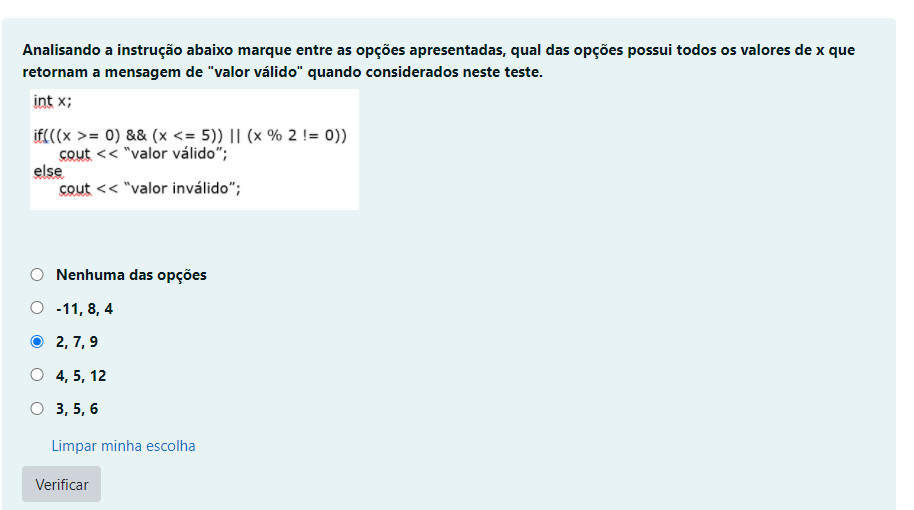 Analisando a instrução abaixo marque entre as opções apresentadas, qual das opções possui todos os valores de x que
retornam a mensagem de "valor válido" quando considerados neste teste.
int x;
if(((x >= 0) && (x <= 5)) || (x % 2 != 0))
cout << “valor válido”;
else
cout << “valor inválido”;
Nenhuma das opções
-11, 8, 4
2, 7, 9
4, 5, 12
3, 5, 6
Limpar minha escolha
Verificar